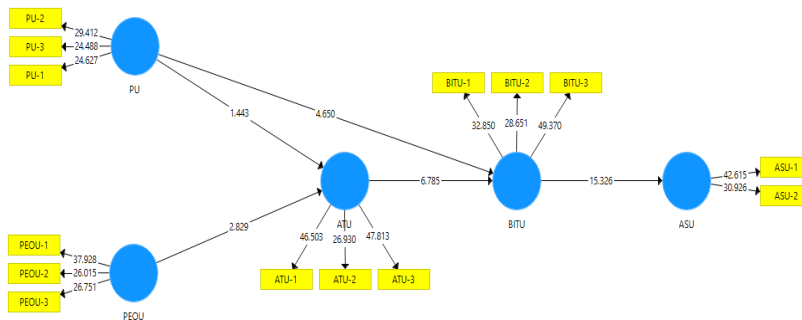 PU-2
29.412
PU-3
24.488
24.627
PU-1
PU
1.443
4.650
BITU-1
BITU-2
BITU-3
32.850
28.651
49.370
ATU
6.785
BITU
15.326
ASU
42.615
ASU-1
30.926
ASU-2
2.829
46.503
26.930
47.813
ATU-1
ATU-2
ATU-3
PEOU-1
37.928
PEOU-2
26.015
26.751
PEOU-3
PEOU